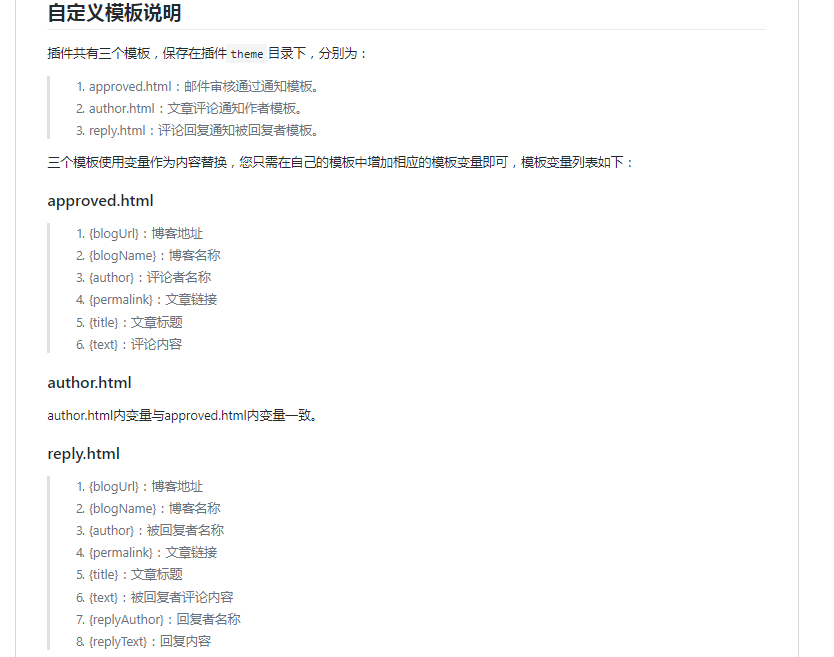 自定义模板说明
插件共有三个模板，保存在插件 theme 目录下，分别为：
1. approved.html：邮件审核通过通知模板。
2. author.html：文章评论通知作者模板。
3. reply.html：评论回复通知被回复者模板。
三个模板使用变量作为内容替换，您只需在自己的模板中增加相应的模板变量即可，模板变量列表如下：
approved.html
1. {blogUrl}：博客地址
2. {blogName}：博客名称
3. {author}：评论者名称
4. {permalink}：文章链接
5. {title}：文章标题
6. {text}：评论内容
author.html
author.html内变量与approved.html内变量一致。
reply.html
1. {blogUrl}：博客地址
2. {blogName}：博客名称
3. {author}：被回复者名称
4. {permalink}：文章链接
5. {title}：文章标题
6. {text}：被回复者评论内容
7. {replyAuthor}：回复者名称
8. {replyText}：回复内容